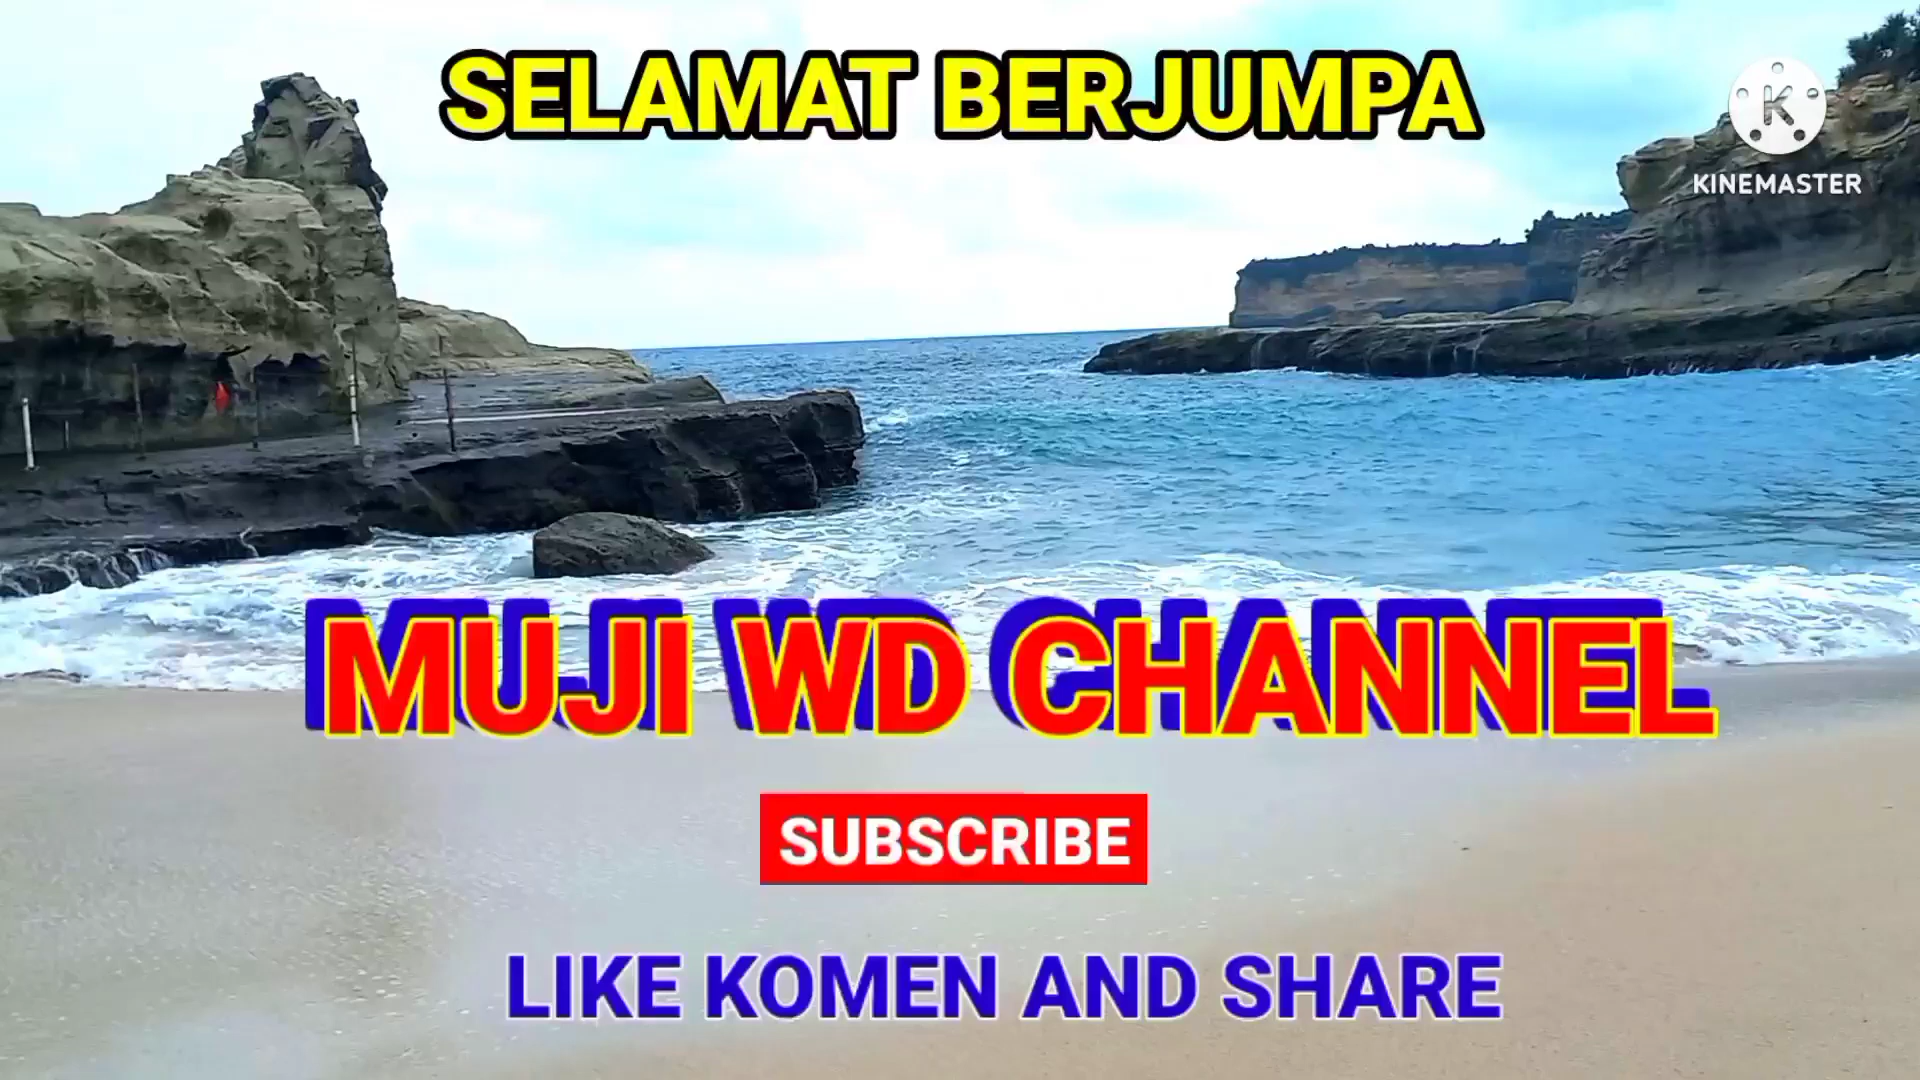 SELAMAT BERJUMPA
K
KINEMASTER
MUJI WD CHANNEL
SUBSCRIBE
LIKE KOMEN AND SHARE